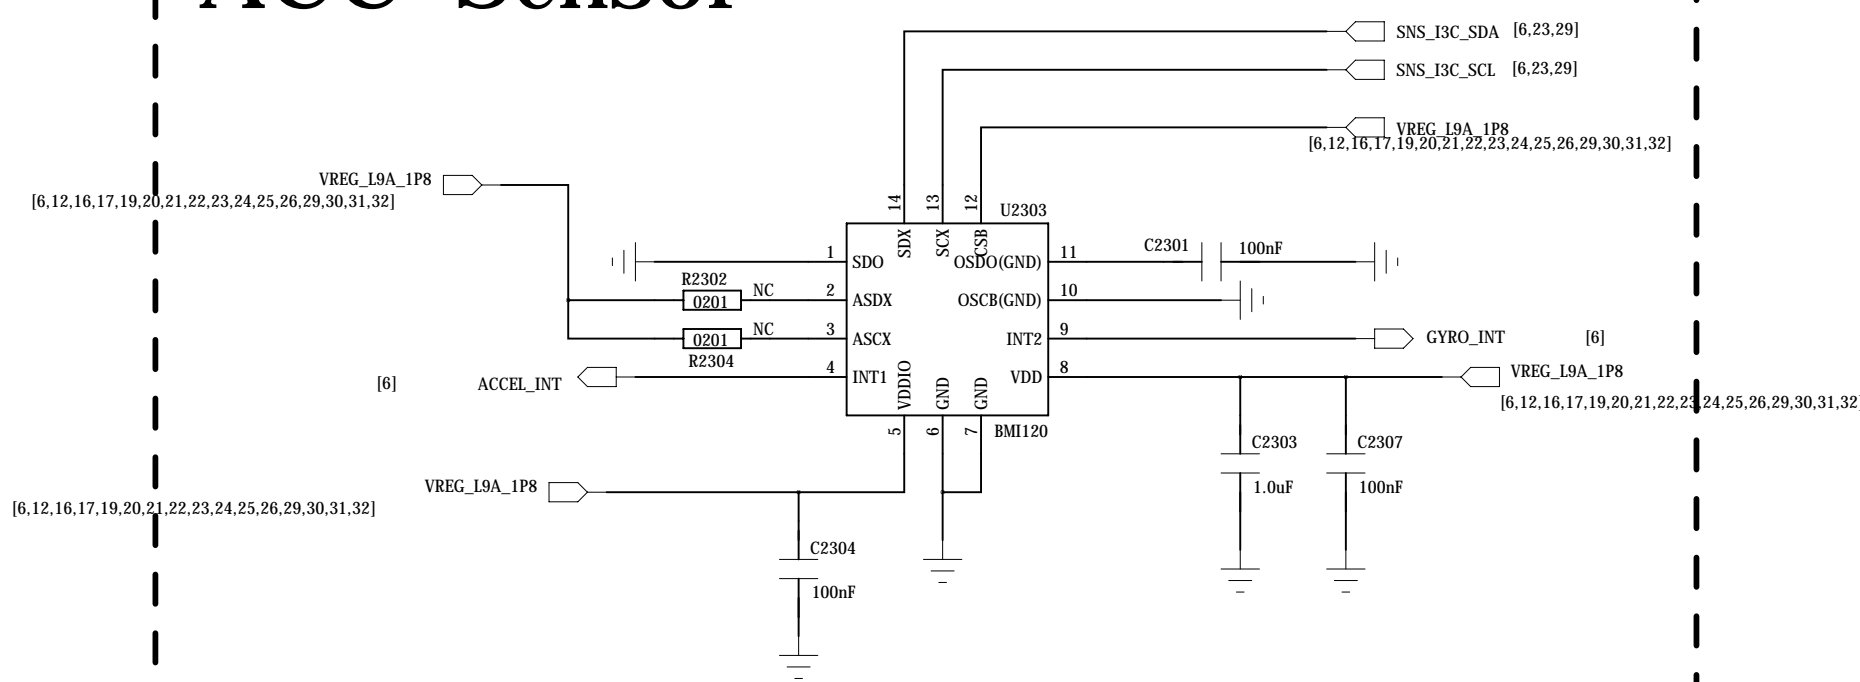 ACC Sensor
SNS_I3C_SDA [6,23,29]
SNS_I3C_SCL [6,23,29]
VREG_L9A_1P8
[6,12,16,17,19,20,21,22,23,24,25,26,29,30,31,32]
VREG_L9A_1P8
[6,12,16,17,19,20,21,22,23,24,25,26,29,30,31,32]
14 13 12
U2303
SDX SCX CSB
1 SDO OSDO(GND) 11 C2301 100nF
R2302
0201 NC 2 ASDX OSCB(GND) 10
0201 NC 3 ASCX INT2 9 GYRO_INT [6]
R2304
[6] ACCEL_INT 4 INT1 VDD 8 VREG_L9A_1P8
[6,12,16,17,19,20,21,22,23,24,25,26,29,30,31,32]
VDDIO GND GND
5 6 7 BMI120
C2303 C2307
1.0uF 100nF
VREG_L9A_1P8
[6,12,16,17,19,20,21,22,23,24,25,26,29,30,31,32]
C2304
100nF